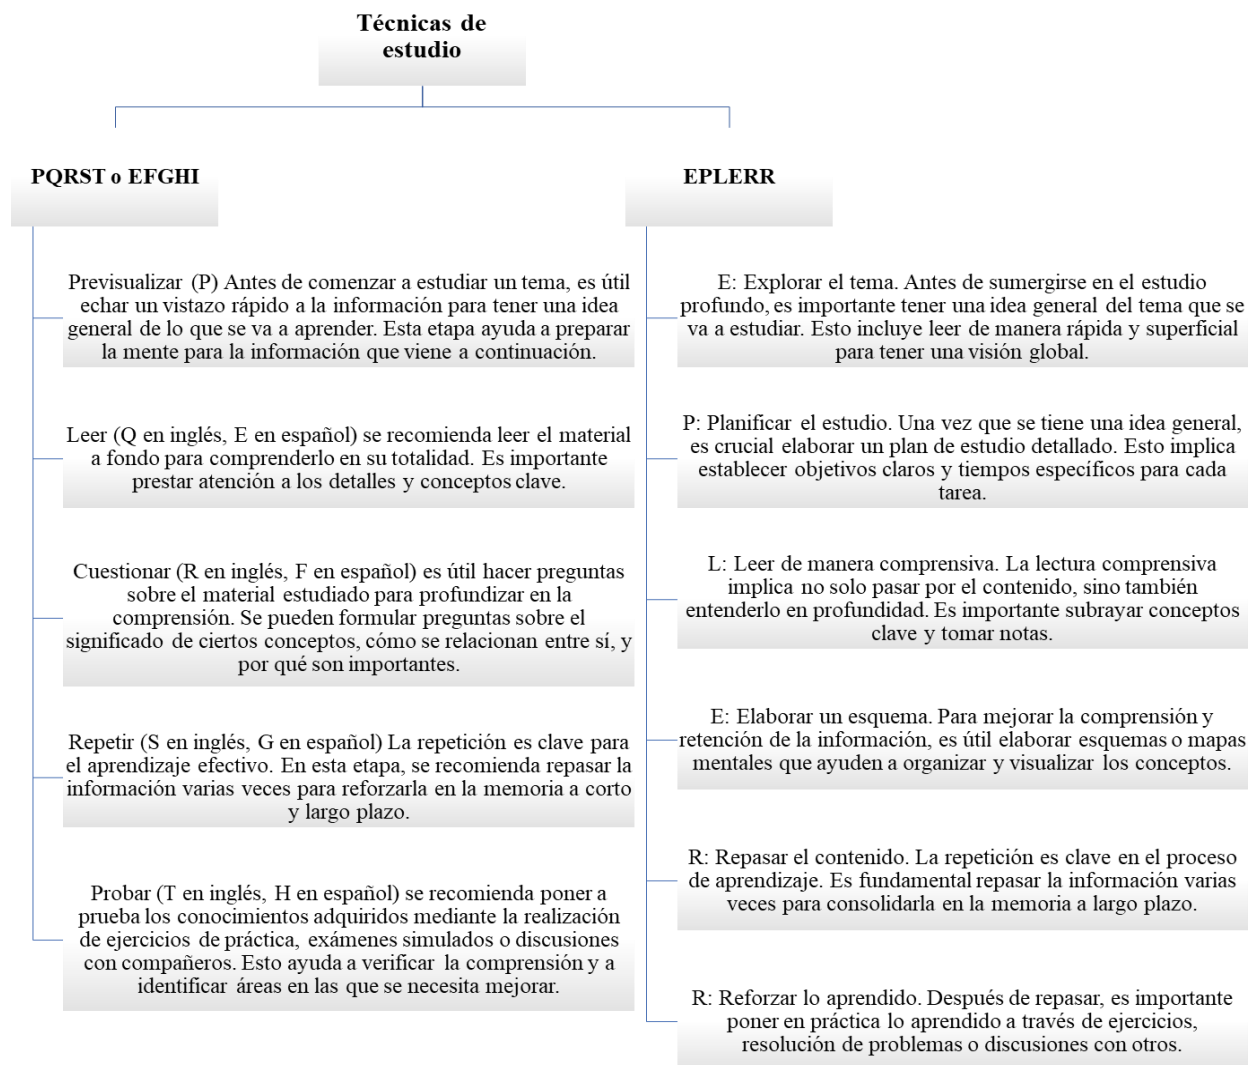 Técnicas de
estudio
PQRST o EFGHI
Previsualizar (P) Antes de comenzar a estudiar un tema, es útil
echar un vistazo rápido a la información para tener una idea
general de lo que se va a aprender. Esta etapa ayuda a preparar
la mente para la información que viene a continuación.
Leer (Q en inglés, E en español) se recomienda leer el material
a fondo para comprenderlo en su totalidad. Es importante
prestar atención a los detalles y conceptos clave.
Cuestionar (R en inglés, F en español) es útil hacer preguntas
sobre el material estudiado para profundizar en la
comprensión. Se pueden formular preguntas sobre el
significado de ciertos conceptos, cómo se relacionan entre sí, y
por qué son importantes.
Repetir (S en inglés, G en español) La repetición es clave para
el aprendizaje efectivo. En esta etapa, se recomienda repasar la
información varias veces para reforzarla en la memoria a corto
y largo plazo.
Probar (T en inglés, H en español) se recomienda poner a
prueba los conocimientos adquiridos mediante la realización
de ejercicios de práctica, exámenes simulados o discusiones
con compañeros. Esto ayuda a verificar la comprensión y a
identificar áreas en las que se necesita mejorar.
EPLERR
E: Explorar el tema. Antes de sumergirse en el estudio
profundo, es importante tener una idea general del tema que se
va a estudiar. Esto incluye leer de manera rápida y superficial
para tener una visión global.
P: Planificar el estudio. Una vez que se tiene una idea general,
es crucial elaborar un plan de estudio detallado. Esto implica
establecer objetivos claros y tiempos específicos para cada
tarea.
L: Leer de manera comprensiva. La lectura comprensiva
implica no solo pasar por el contenido, sino también
entenderlo en profundidad. Es importante subrayar conceptos
clave y tomar notas.
E: Elaborar un esquema. Para mejorar la comprensión y
retención de la información, es útil elaborar esquemas o mapas
mentales que ayuden a organizar y visualizar los conceptos.
R: Repasar el contenido. La repetición es clave en el proceso
de aprendizaje. Es fundamental repasar la información varias
veces para consolidarla en la memoria a largo plazo.
R: Reforzar lo aprendido. Después de repasar, es importante
poner en práctica lo aprendido a través de ejercicios,
resolución de problemas o discusiones con otros.